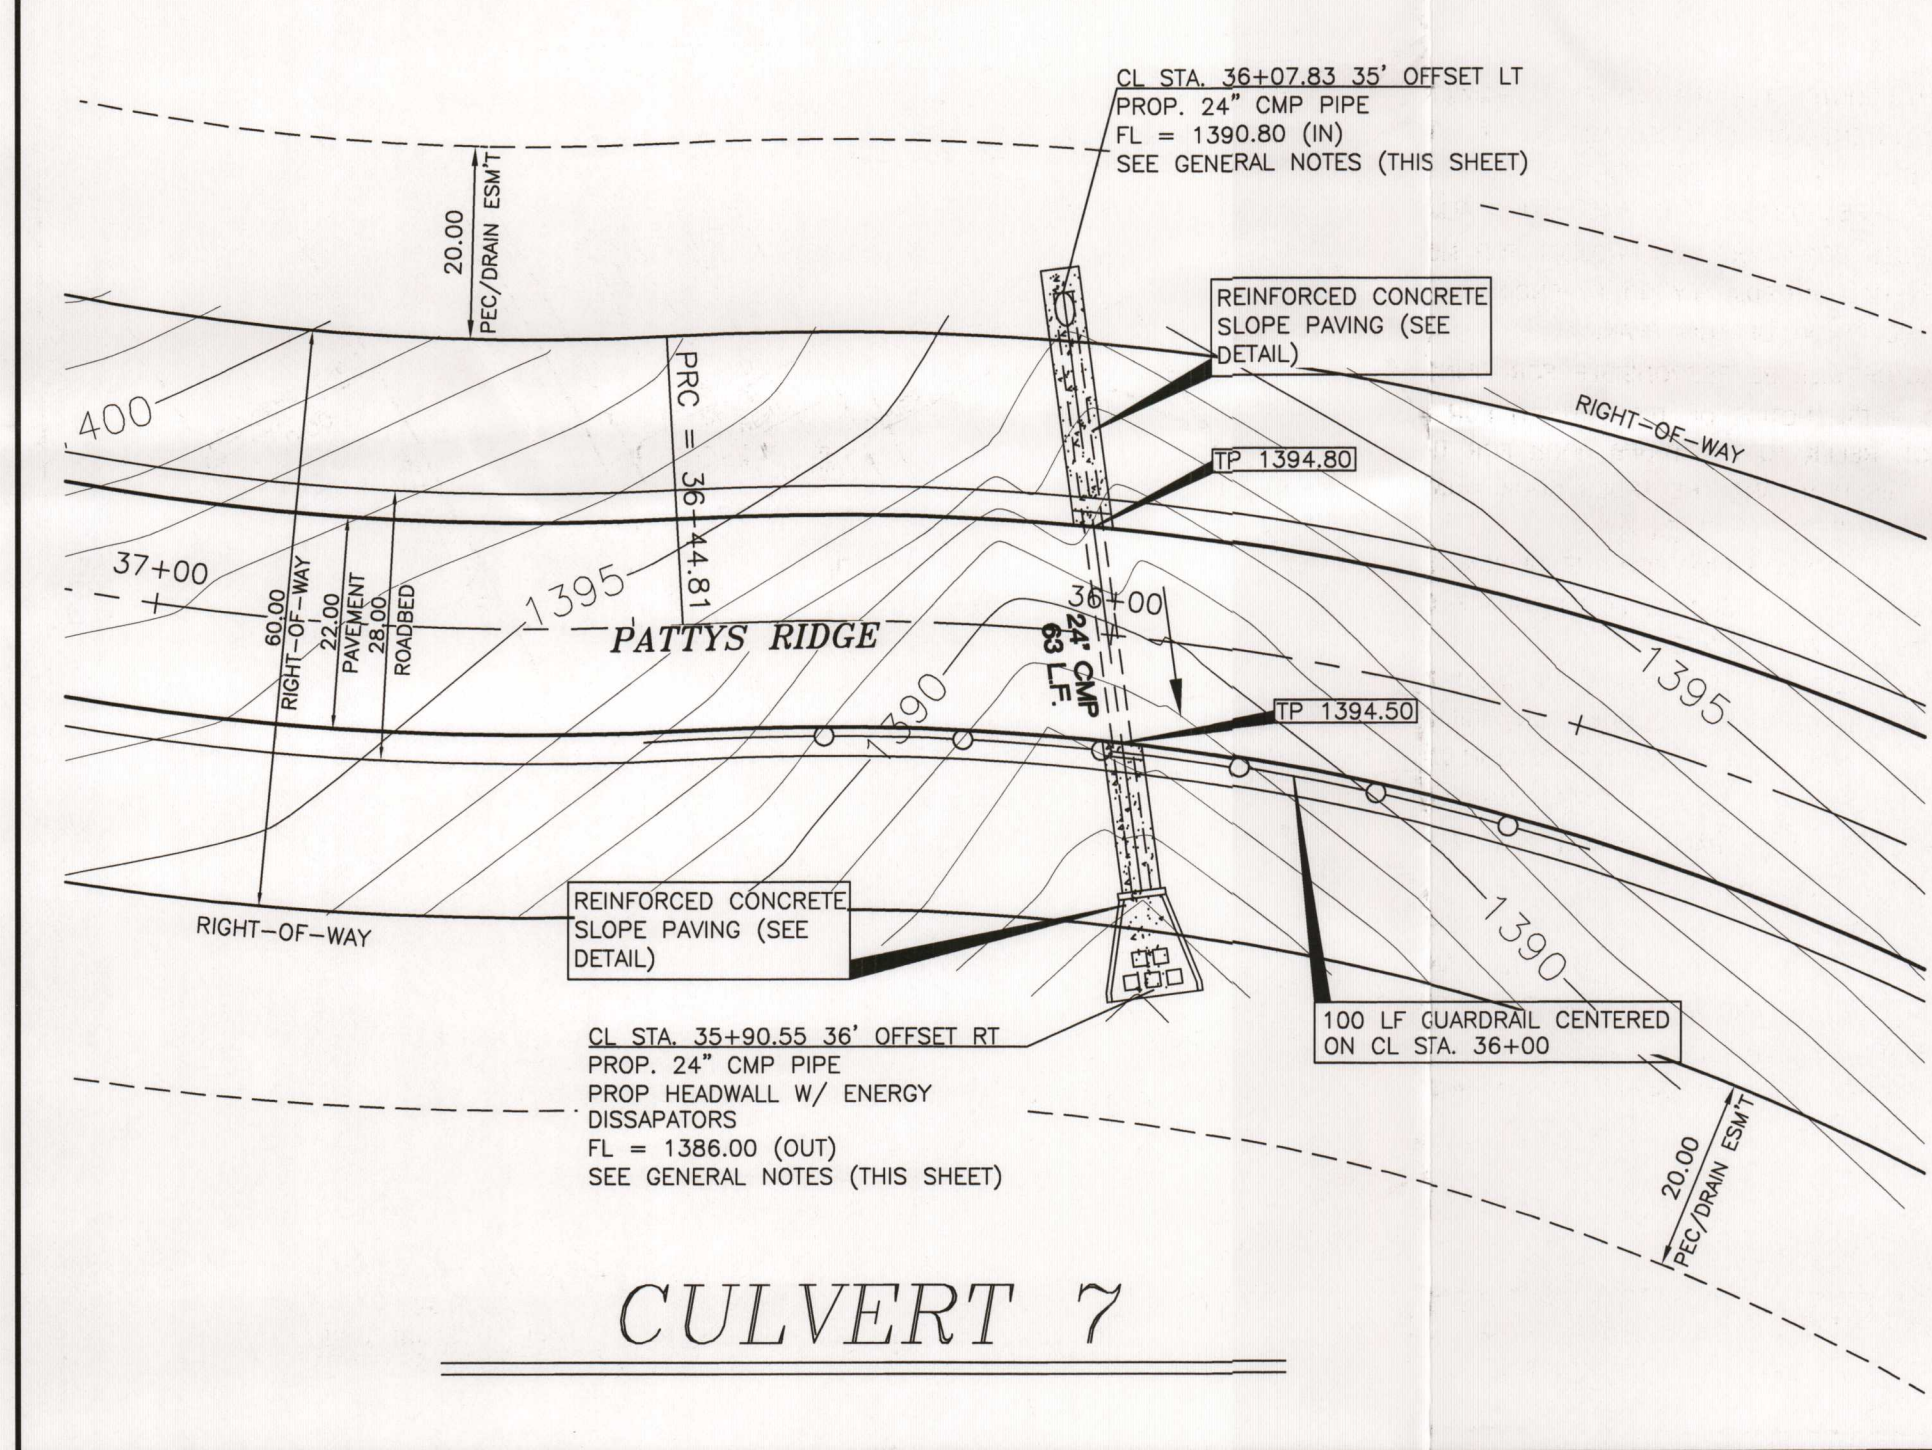 CL STA. 36+07.83 35' OFFSET LT
PROP. 24" CMP PIPE
FL = 1390.80 (IN)
SEE GENERAL NOTES (THIS SHEET)
20.00
PEC/DRAIN ESM'T
REINFORCED CONCRETE
SLOPE PAVING (SEE
DETAIL)
RIGHT-OF-WAY
400
PRC = 36+44.81
TP 1394.80
37+00
1395
36+00
60.00
RIGHT-OF-WAY
22.00
PAVEMENT
28.00
ROADBED
PATTYS RIDGE
24" CMP
63 L.F.
1395
1390
TP 1394.50
REINFORCED CONCRETE
SLOPE PAVING (SEE
DETAIL)
RIGHT-OF-WAY
1390
100 LF GUARDRAIL CENTERED
ON CL STA. 36+00
CL STA. 35+90.55 36' OFFSET RT
PROP. 24" CMP PIPE
PROP HEADWALL W/ ENERGY
DISSAPATORS
FL = 1386.00 (OUT)
SEE GENERAL NOTES (THIS SHEET)
20.00
PEC/DRAIN ESM'T
CULVERT 7